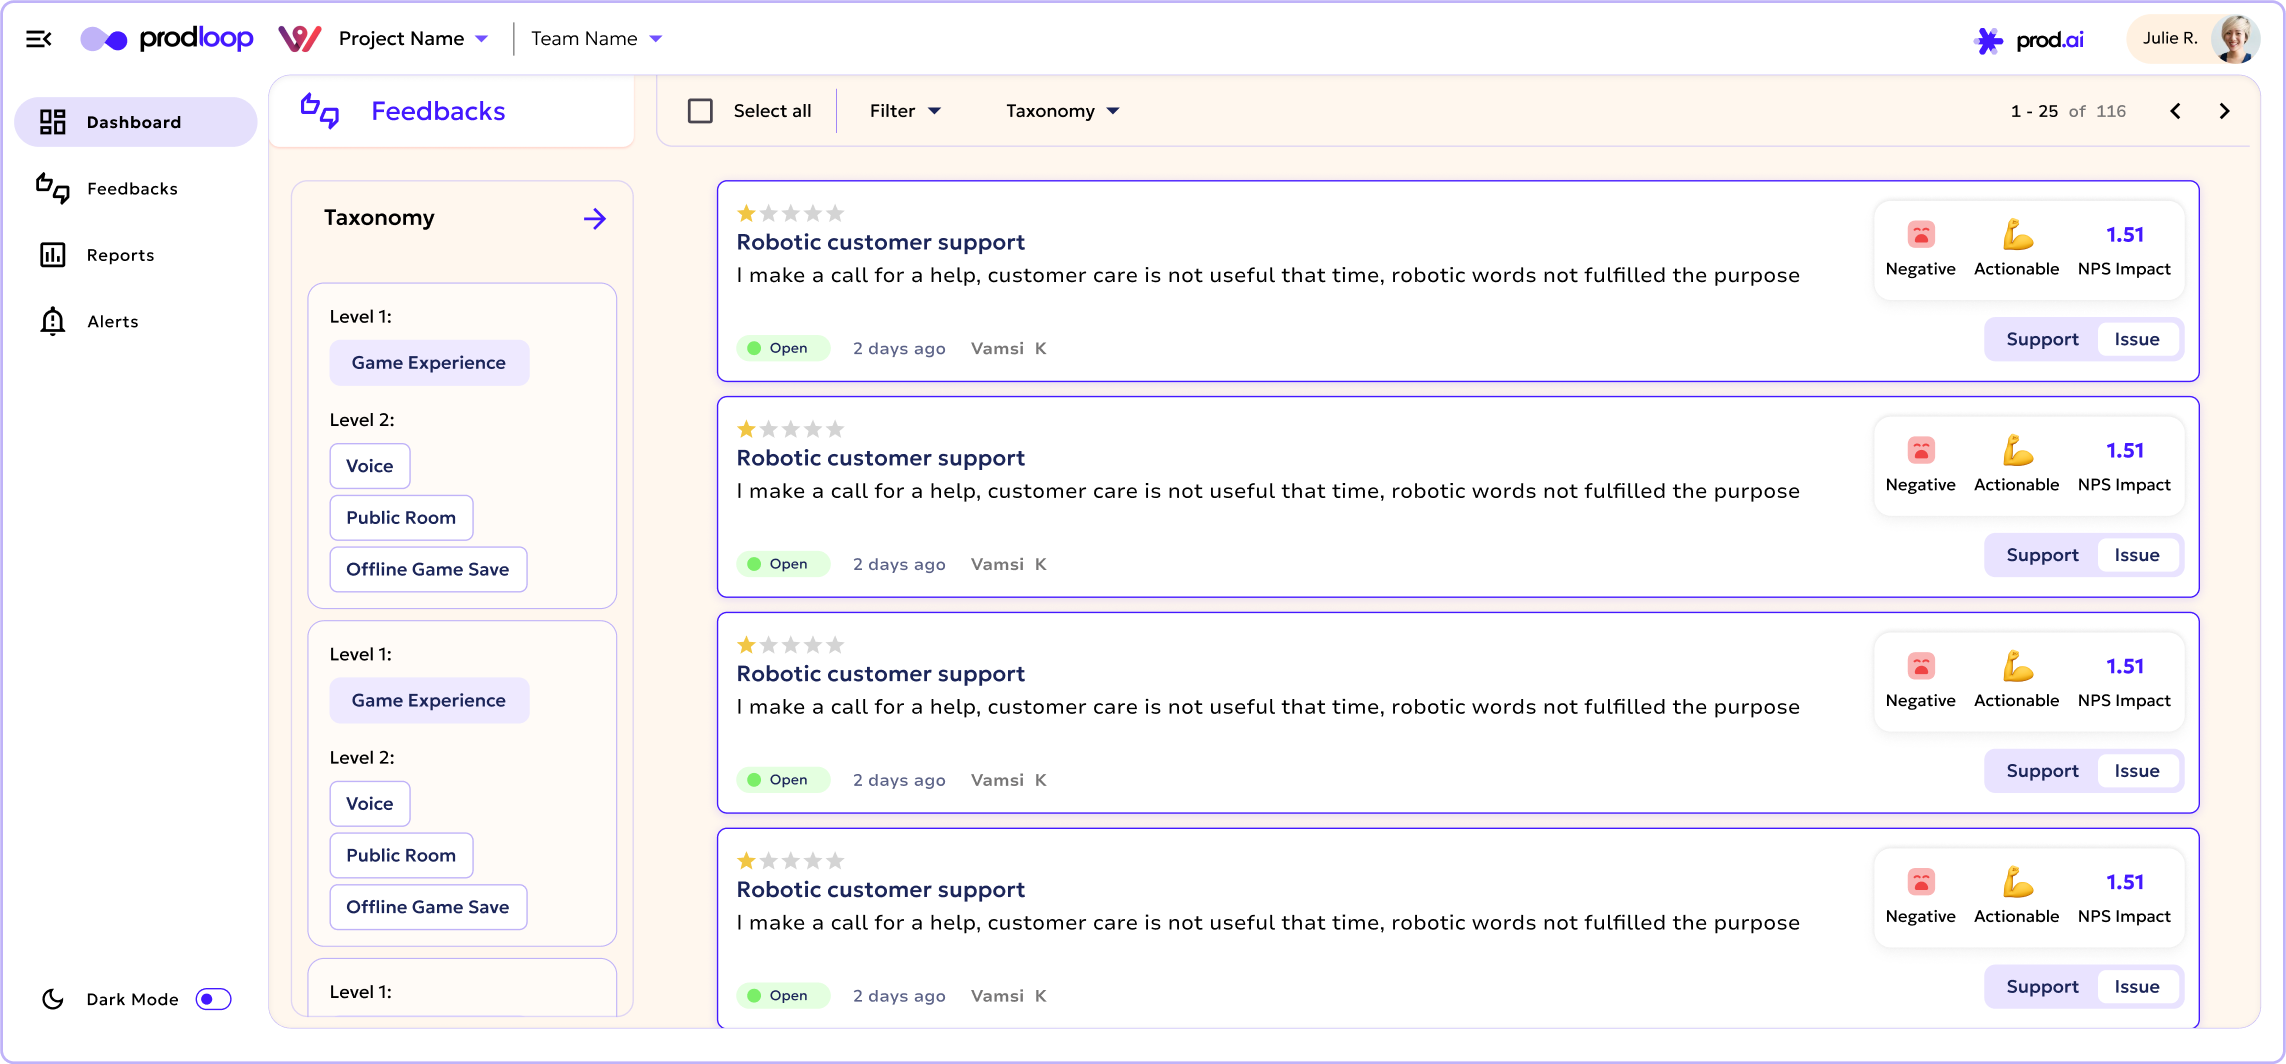 prodloop
Project Name
Team Name
prod.ai
Julie R.
Dashboard
Feedbacks
Reports
Alerts
Dark Mode
Feedbacks
Select all
Filter
Taxonomy
1 - 25 of 116
Taxonomy
Level 1:
Game Experience
Level 2:
Voice
Public Room
Offline Game Save
Level 1:
Game Experience
Level 2:
Voice
Public Room
Offline Game Save
Level 1:
Robotic customer support
I make a call for a help, customer care is not useful that time, robotic words not fulfilled the purpose
Open 2 days ago Vamsi K
Negative Actionable 1.51 NPS Impact
Support Issue
Robotic customer support
I make a call for a help, customer care is not useful that time, robotic words not fulfilled the purpose
Open 2 days ago Vamsi K
Negative Actionable 1.51 NPS Impact
Support Issue
Robotic customer support
I make a call for a help, customer care is not useful that time, robotic words not fulfilled the purpose
Open 2 days ago Vamsi K
Negative Actionable 1.51 NPS Impact
Support Issue
Robotic customer support
I make a call for a help, customer care is not useful that time, robotic words not fulfilled the purpose
Open 2 days ago Vamsi K
Negative Actionable 1.51 NPS Impact
Support Issue